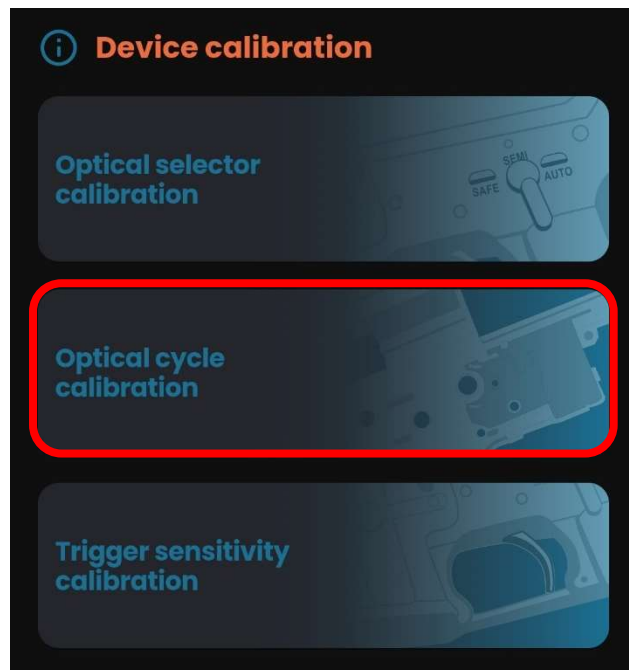 Device calibration
Optical selector
calibration
SAFE
SEMI
AUTO
Optical cycle
calibration
Trigger sensitivity
calibration